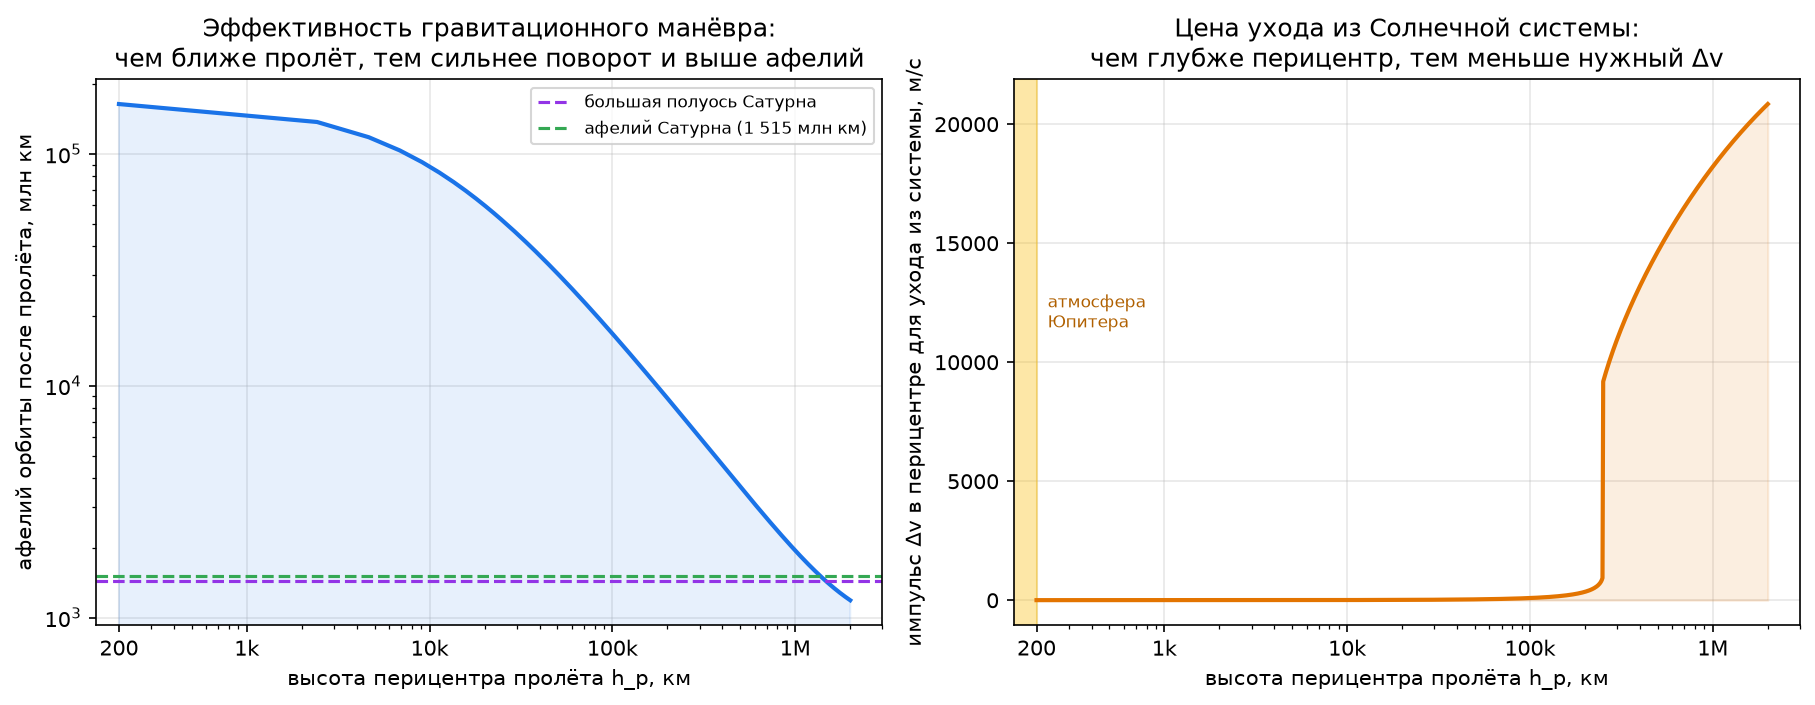 Эффективность гравитационного манёвра:
чем ближе пролёт, тем сильнее поворот и выше афелий
афелий орбиты после пролёта, млн км
10^5
10^4
10^3
большая полуось Сатурна
афелий Сатурна (1 515 млн км)
200
1k
10k
100k
1M
высота перицентра пролёта h_p, км
Цена ухода из Солнечной системы:
чем глубже перицентр, тем меньше нужный Δv
импульс Δv в перицентре для ухода из системы, м/с
20000
15000
10000
5000
0
атмосфера
Юпитера
200
1k
10k
100k
1M
высота перицентра пролёта h_p, км